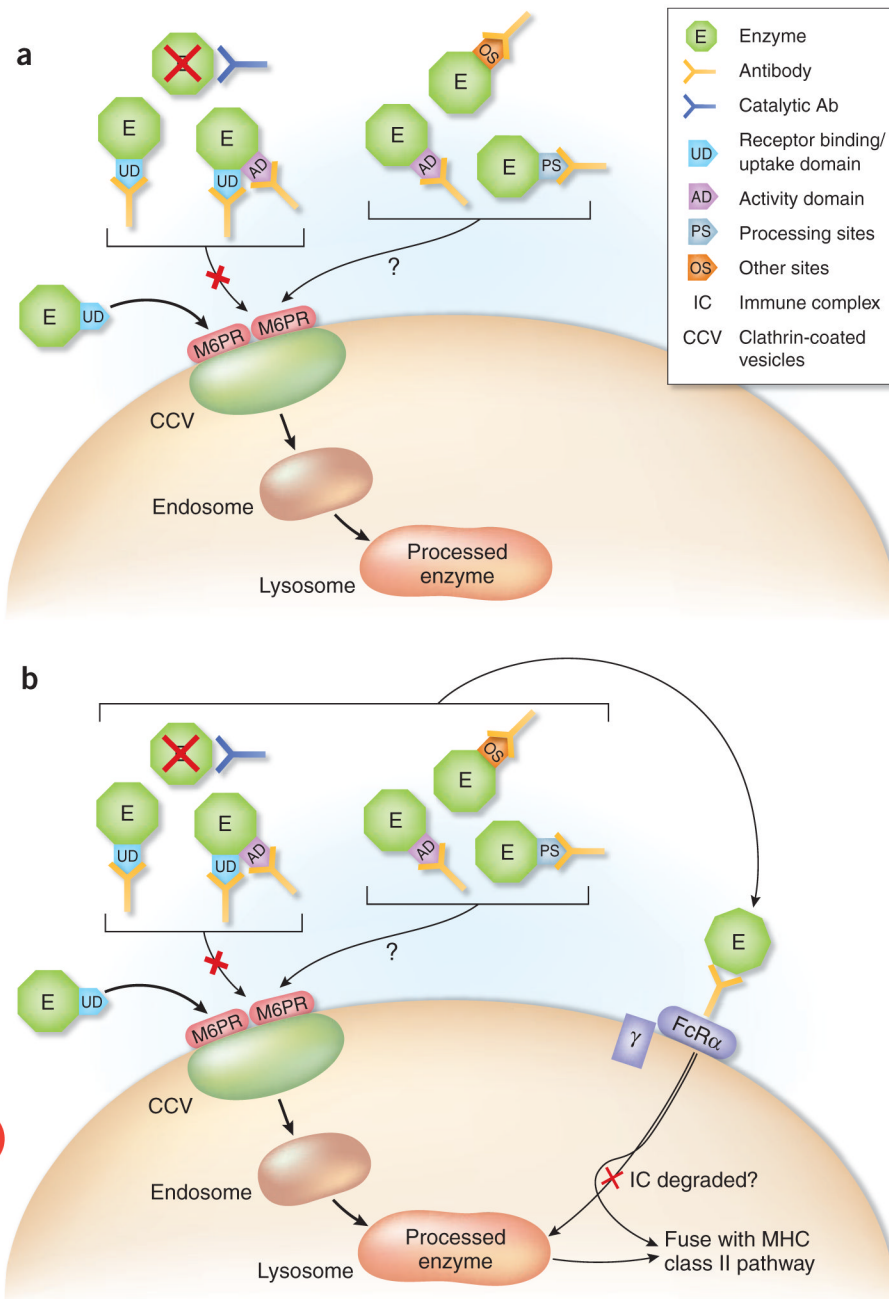 a
E
Enzyme
Antibody
Catalytic Ab
UD
Receptor binding/
uptake domain
AD
Activity domain
PS
Processing sites
OS
Other sites
IC
Immune complex
CCV
Clathrin-coated
vesicles
OS
E
E
E
E
E
PS
UD
UD
AD
AD
?
E
UD
M6PR
M6PR
CCV
Endosome
Processed
enzyme
Lysosome
b
OS
E
E
E
E
E
PS
UD
UD
AD
AD
E
?
E
UD
M6PR
M6PR
γ
FcRα
CCV
IC degraded?
Endosome
Processed
enzyme
Fuse with MHC
class II pathway
Lysosome